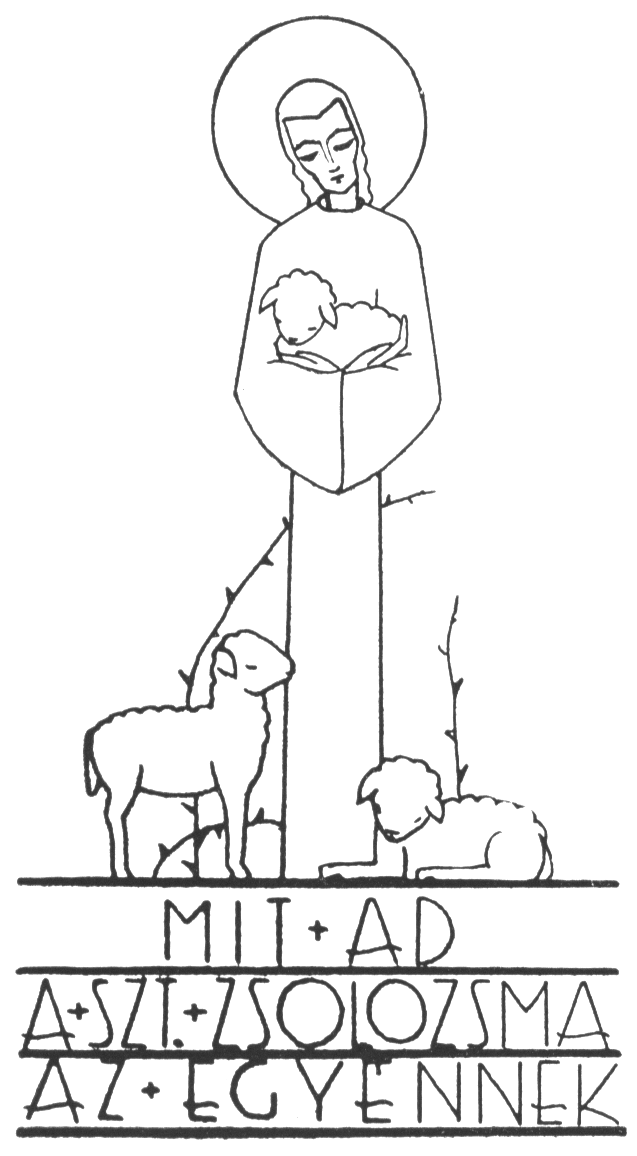 MIT + AD
A + SZT. + ZSOLOZSMA
AZ + EGYÉNNEK